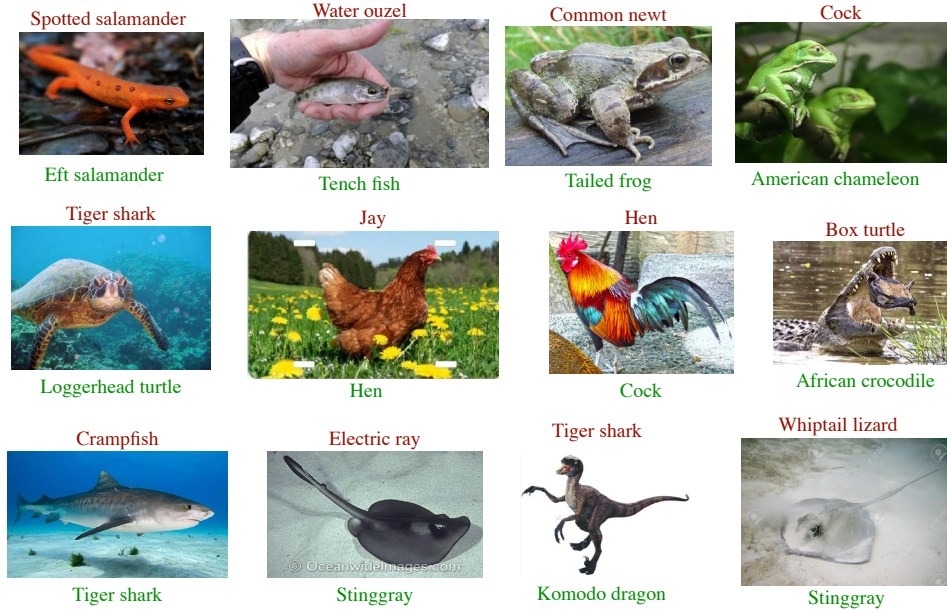 Spotted salamander
Water ouzel
Common newt
Cock
Eft salamander
Tench fish
Tailed frog
American chameleon
Tiger shark
Jay
Hen
Box turtle
Loggerhead turtle
Hen
Cock
African crocodile
Crampfish
Electric ray
Tiger shark
Whiptail lizard
© OceanwideImages.com
Tiger shark
Stinggray
Komodo dragon
Stinggray